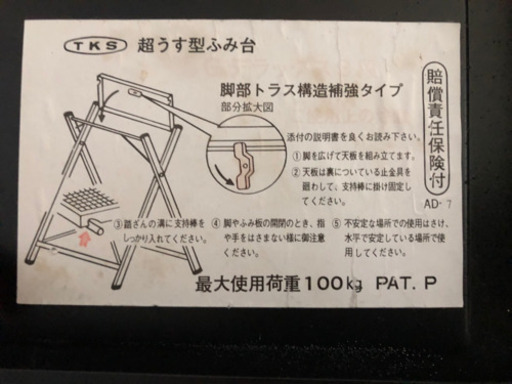 TKS 超うす型ふみ台
脚部トラス構造補強タイプ
部分拡大図
添付の説明書を良くお読み下さい。
①脚を広げて天板を組み立てます。
②天板は裏についている止金具を
回わして、支持棒に掛け固定し
てください。
③踏ざんの溝に支持棒を
しっかり入れてください。
④脚やふみ板の開閉のとき、指
や手をはさまない様に御注意
ください。
⑤不安定な場所での使用はさけ、
水平で安定している場所で使
用してください。
最大使用荷重100kg PAT. P
賠償責任保険付
AD-7